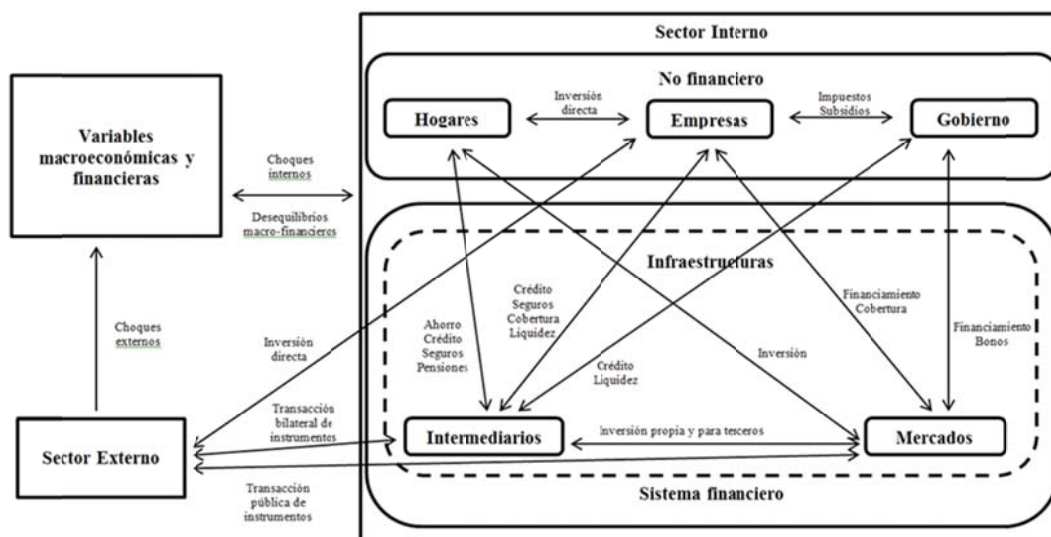 Sector Interno
No financiero
Hogares
Inversión
directa
Empresas
Impuestos
Subsidios
Gobierno
Variables
macroeconómicas y
financieras
Choques
internos
Desequilibrios
macro-financieros
Infraestructuras
Crédito
Seguros
Cobertura
Liquidez
Financiamiento
Cobertura
Ahorro
Crédito
Seguros
Pensiones
Financiamiento
Bonos
Choques
externos
Inversión
directa
Inversión
Crédito
Liquidez
Transacción
bilateral de
instrumentos
Intermediarios
Inversión propia y para terceros
Mercados
Sector Externo
Transacción
pública de
instrumentos
Sistema financiero